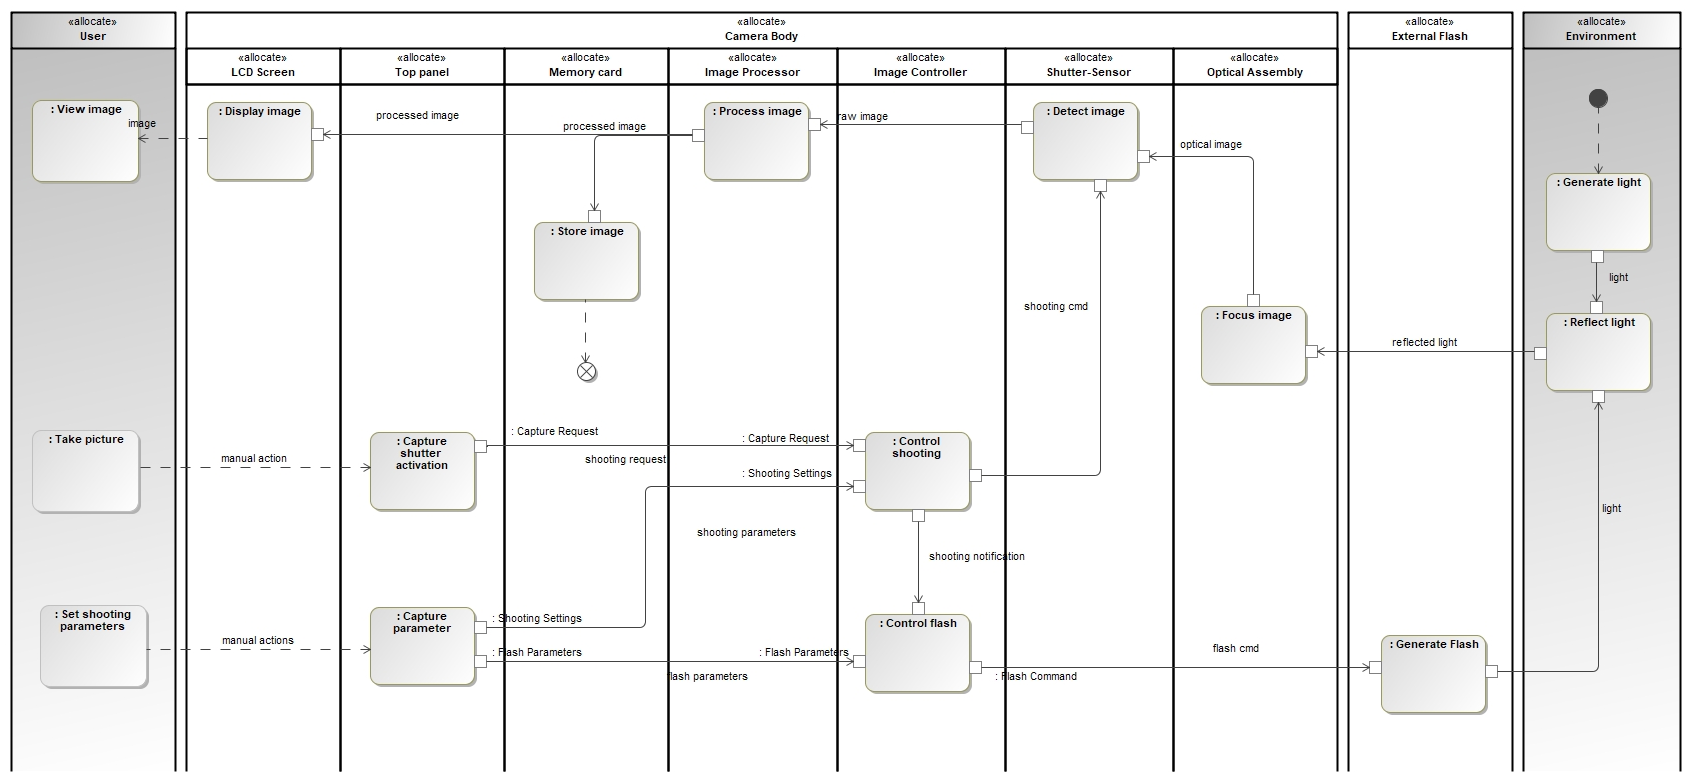 «allocate»
User
«allocate»
Camera Body
«allocate»
External Flash
«allocate»
Environment
«allocate»
LCD Screen
«allocate»
Top panel
«allocate»
Memory card
«allocate»
Image Processor
«allocate»
Image Controller
«allocate»
Shutter-Sensor
«allocate»
Optical Assembly
: View image
image
: Display image
processed image
processed image
: Process image
raw image
: Detect image
optical image
: Generate light
light
: Store image
shooting cmd
: Focus image
reflected light
: Reflect light
: Take picture
manual action
: Capture
shutter
activation
: Capture Request
: Capture Request
shooting request
: Shooting Settings
: Control
shooting
light
shooting parameters
shooting notification
: Set shooting
parameters
manual actions
: Capture
parameter
: Shooting Settings
: Flash Parameters
: Flash Parameters
flash parameters
: Control flash
flash cmd
: Flash Command
: Generate Flash